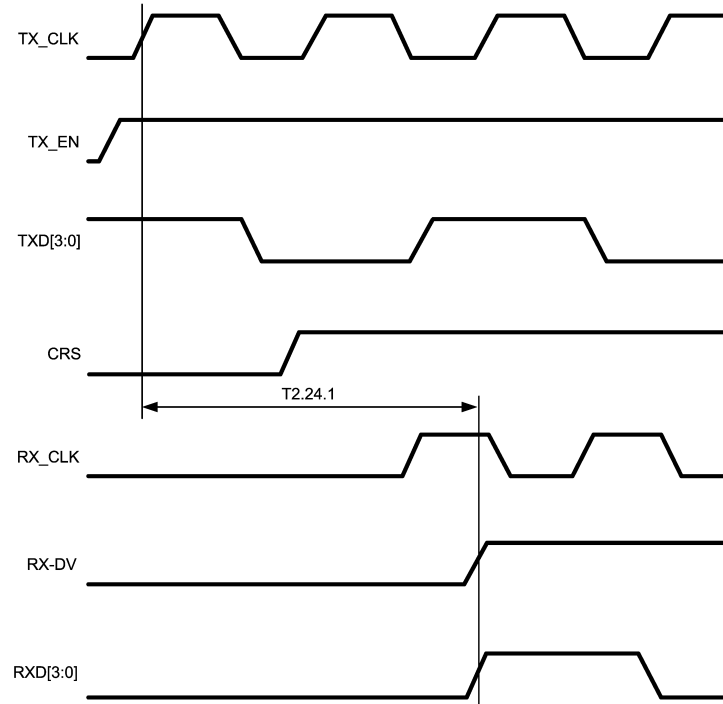 TX_CLK
TX_EN
TXD[3:0]
CRS
T2.24.1
RX_CLK
RX-DV
RXD[3:0]